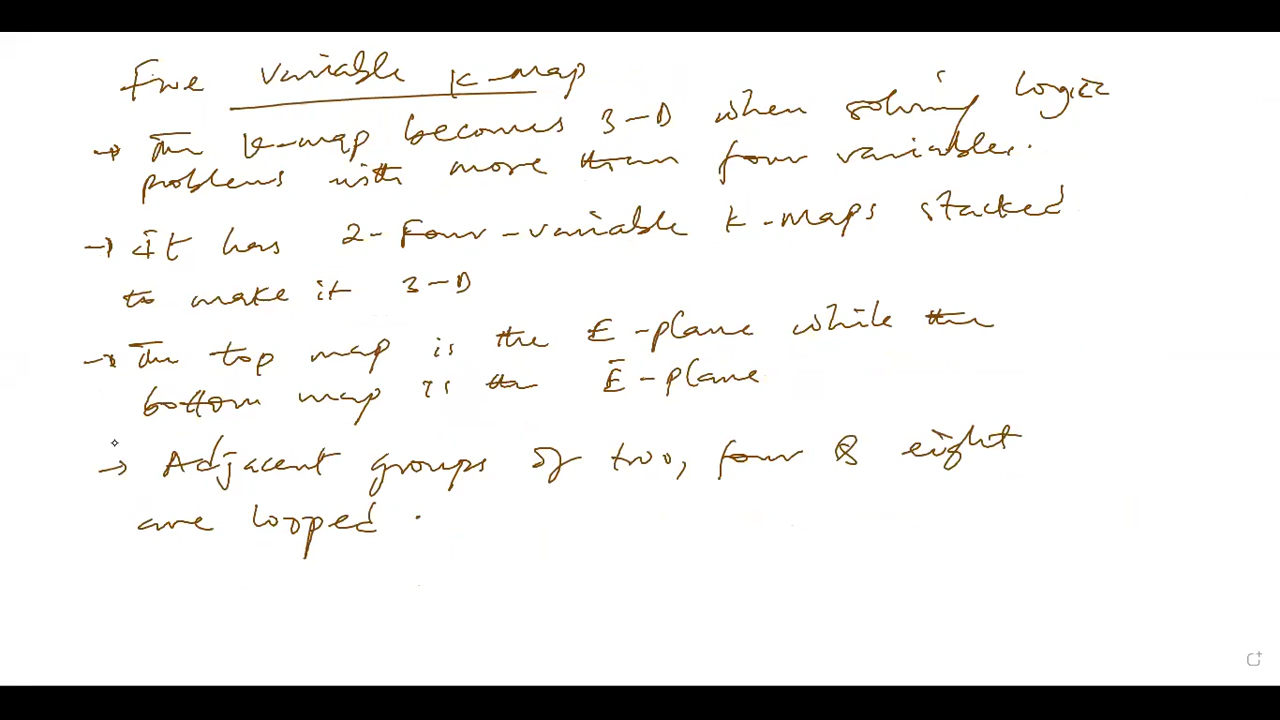 Five variable K-map
→ The K-map becomes 3-D when solving logic
problems with more than four variables.
→ It has 2-Four-variable K-maps stacked
to make it 3-D
→ The top map is the E-plane while the
bottom map is the Ē-plane
→ Adjacent groups of two, four & eight
are looped.